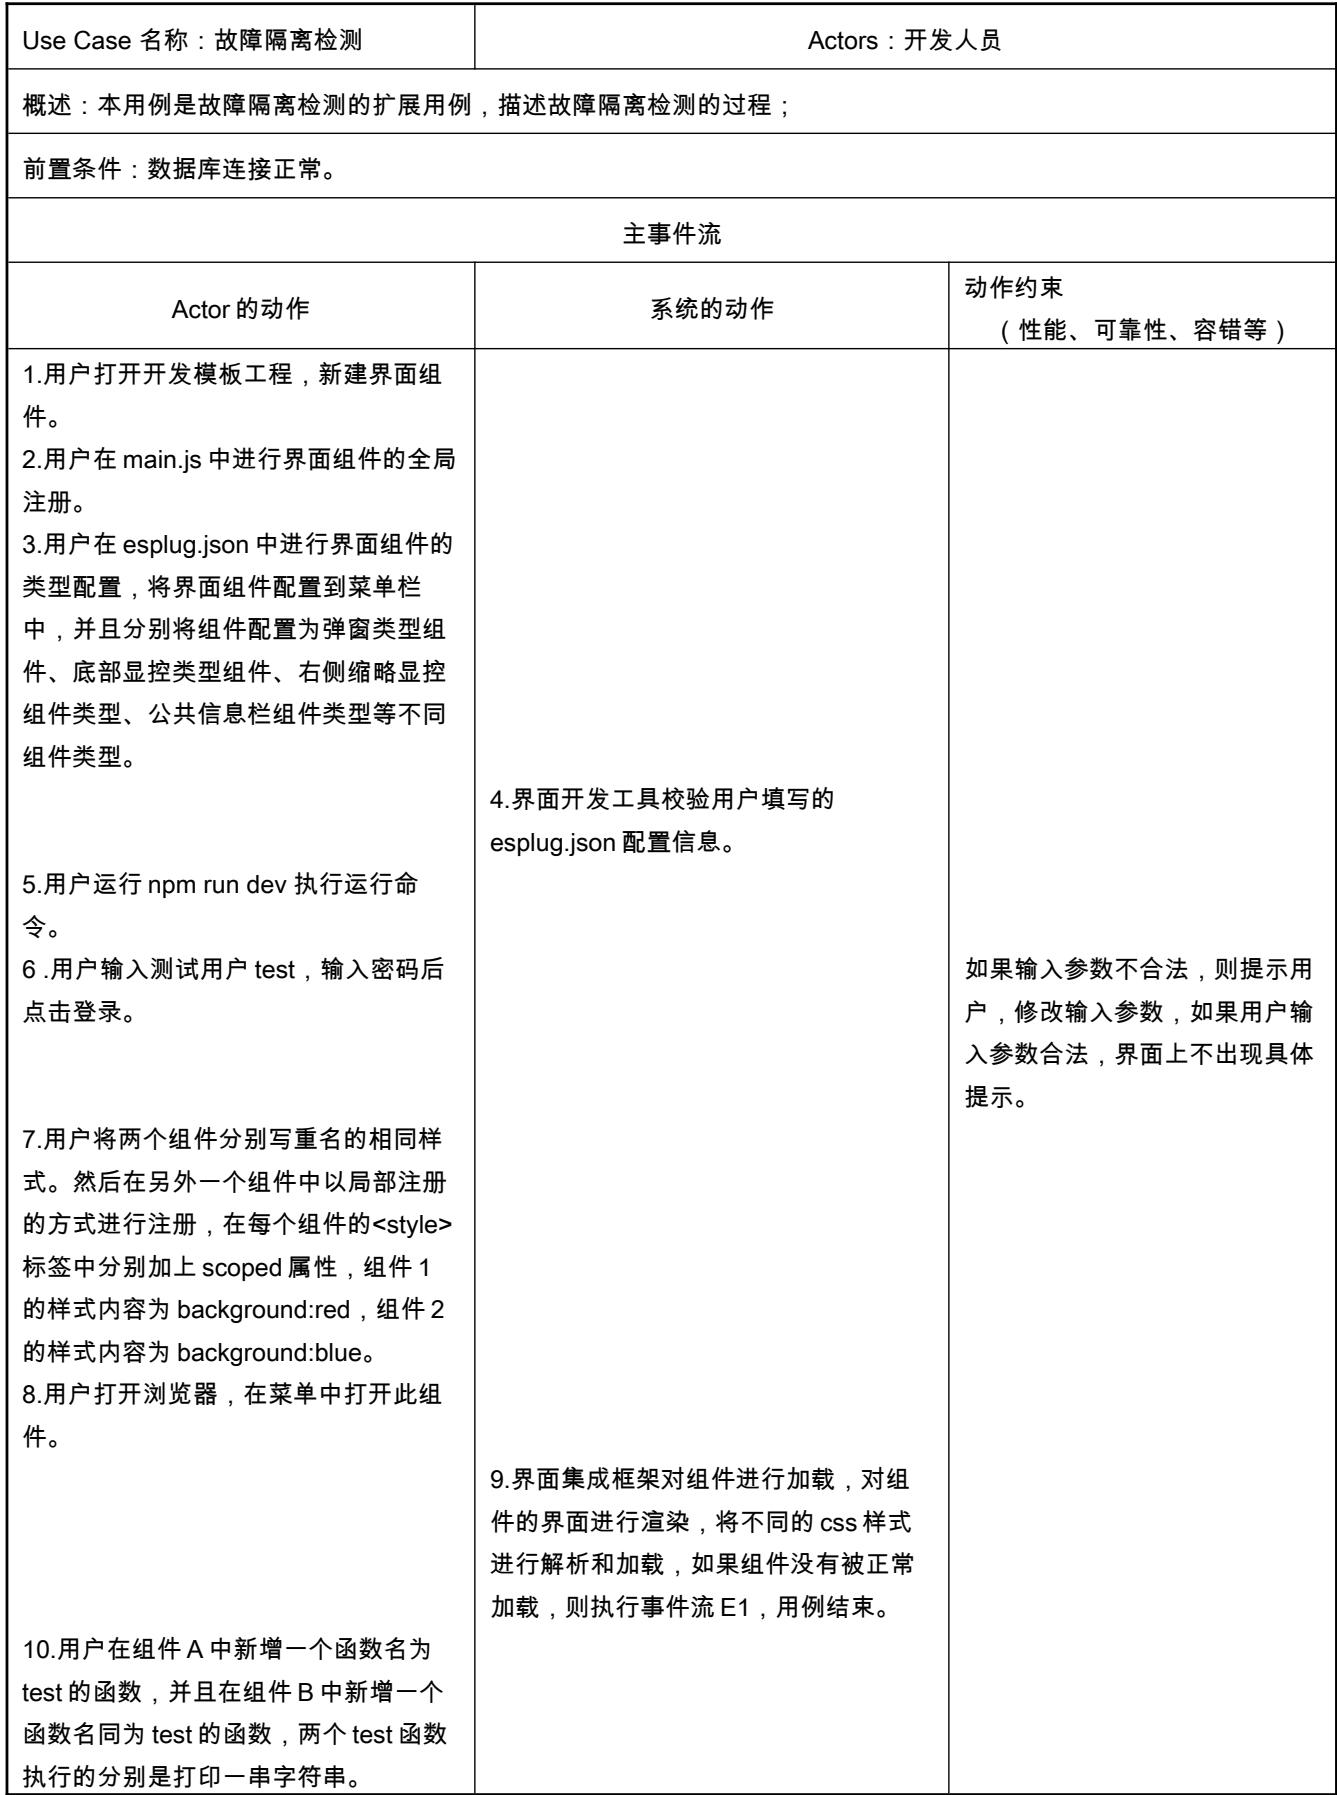 Use Case 名称：故障隔离检测
Actors：开发人员
概述：本用例是故障隔离检测的扩展用例，描述故障隔离检测的过程；
前置条件：数据库连接正常。
主事件流
Actor 的动作
系统的动作
动作约束
（性能、可靠性、容错等）
1.用户打开开发模板工程，新建界面组
件。
2.用户在 main.js 中进行界面组件的全局
注册。
3.用户在 esplug.json 中进行界面组件的
类型配置，将界面组件配置到菜单栏
中，并且分别将组件配置为弹窗类型组
件、底部显控类型组件、右侧缩略显控
组件类型、公共信息栏组件类型等不同
组件类型。
4.界面开发工具校验用户填写的
esplug.json 配置信息。
5.用户运行 npm run dev 执行运行命
令。
6 .用户输入测试用户 test，输入密码后
点击登录。
如果输入参数不合法，则提示用
户，修改输入参数，如果用户输
入参数合法，界面上不出现具体
提示。
7.用户将两个组件分别写重名的相同样
式。然后在另外一个组件中以局部注册
的方式进行注册，在每个组件的<style>
标签中分别加上 scoped 属性，组件 1
的样式内容为 background:red，组件 2
的样式内容为 background:blue。
8.用户打开浏览器，在菜单中打开此组
件。
9.界面集成框架对组件进行加载，对组
件的界面进行渲染，将不同的 css 样式
进行解析和加载，如果组件没有被正常
加载，则执行事件流 E1，用例结束。
10.用户在组件 A 中新增一个函数名为
test 的函数，并且在组件 B 中新增一个
函数名同为 test 的函数，两个 test 函数
执行的分别是打印一串字符串。